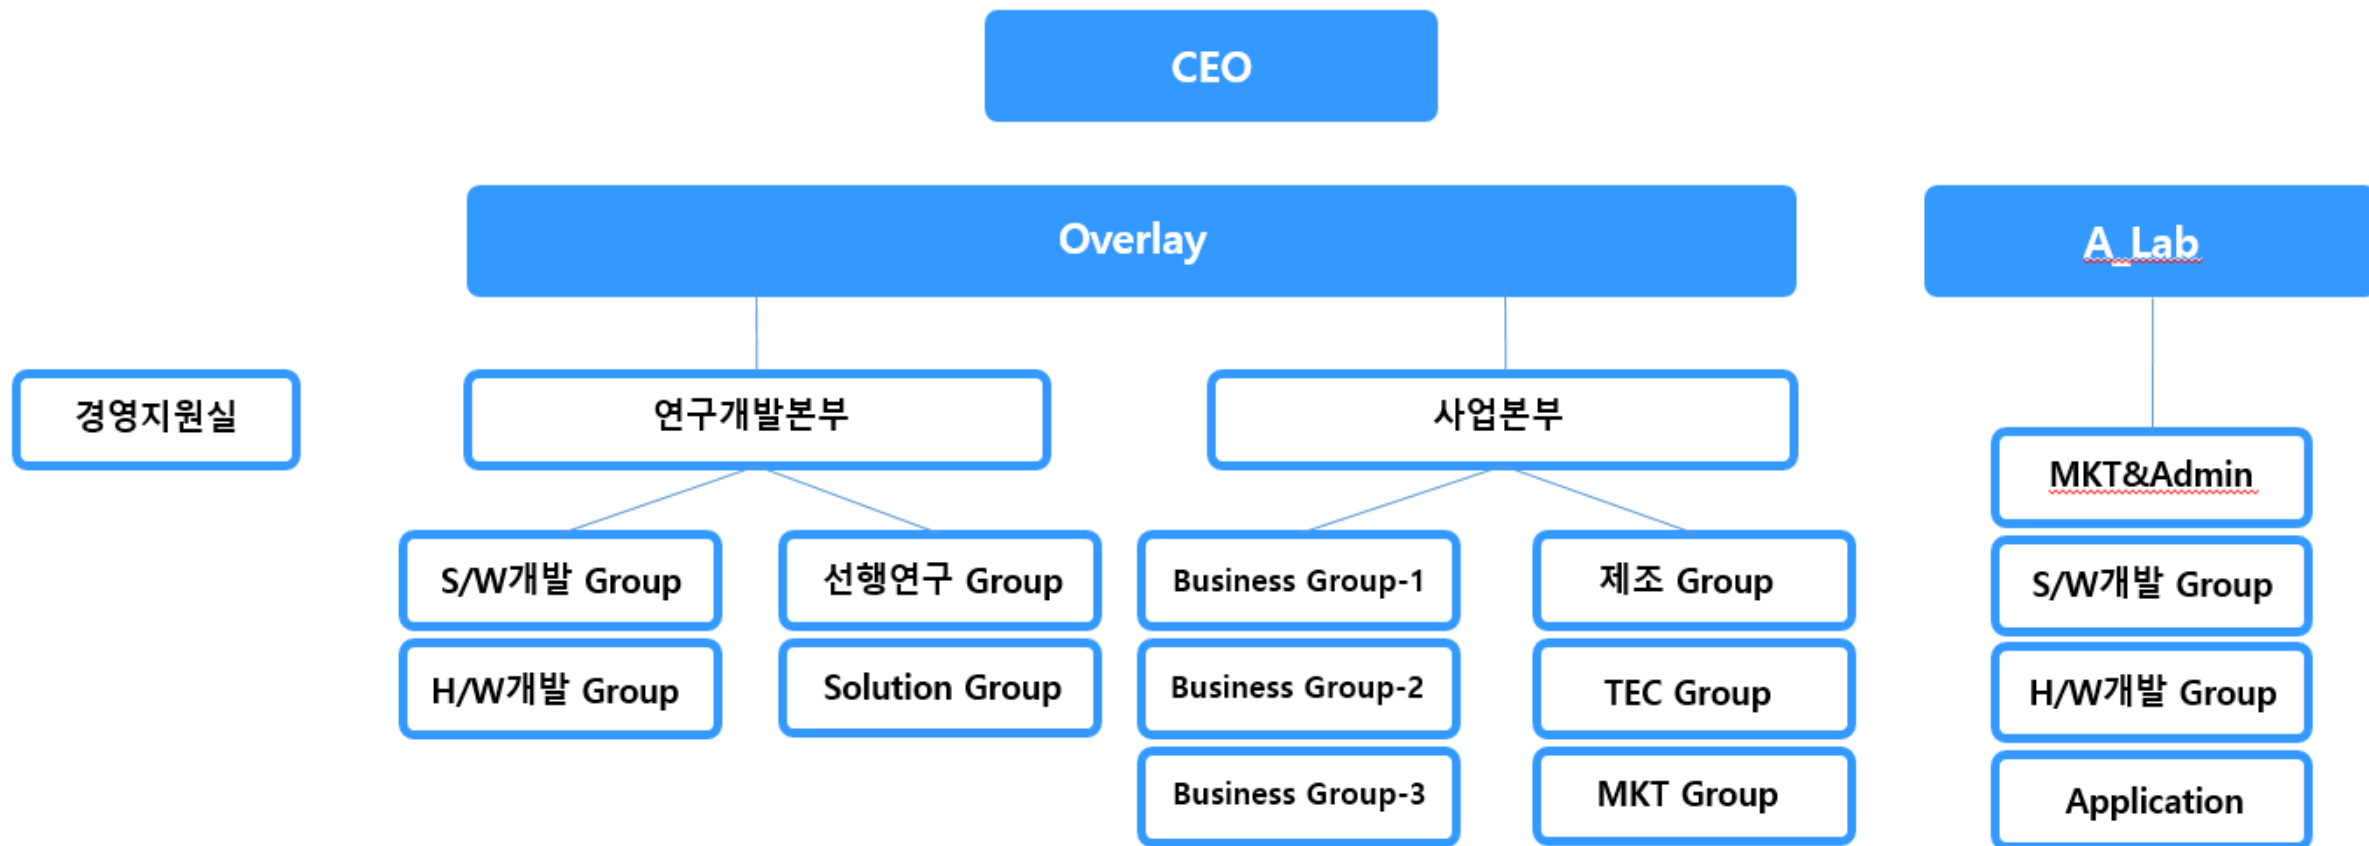 CEO
Overlay
A_Lab
경영지원실
연구개발본부
사업본부
S/W개발 Group
선행연구 Group
Business Group-1
제조 Group
H/W개발 Group
Solution Group
Business Group-2
TEC Group
Business Group-3
MKT Group
MKT&Admin
S/W개발 Group
H/W개발 Group
Application